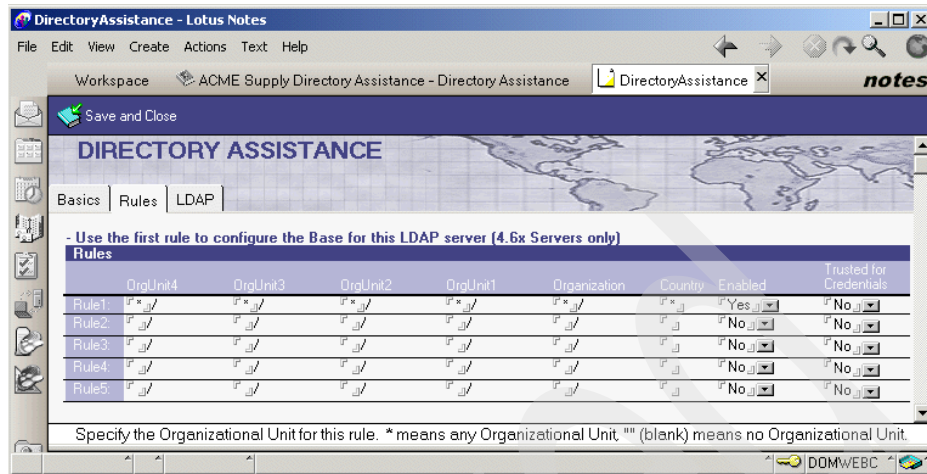 DirectoryAssistance - Lotus Notes
File Edit View Create Actions Text Help
Workspace ACME Supply Directory Assistance - Directory Assistance DirectoryAssistance notes
Save and Close
DIRECTORY ASSISTANCE
Basics Rules LDAP
- Use the first rule to configure the Base for this LDAP server (4.6x Servers only)
Rules
OrgUnit4 OrgUnit3 OrgUnit2 OrgUnit1 Organization Country Enabled Trusted for Credentials
Rule1: * / * / * / * / * / * Yes No
Rule2: / / / / / No No
Rule3: / / / / / No No
Rule4: / / / / / No No
Rule5: / / / / / No No
Specify the Organizational Unit for this rule. * means any Organizational Unit, "" (blank) means no Organizational Unit.
DOMWEBC